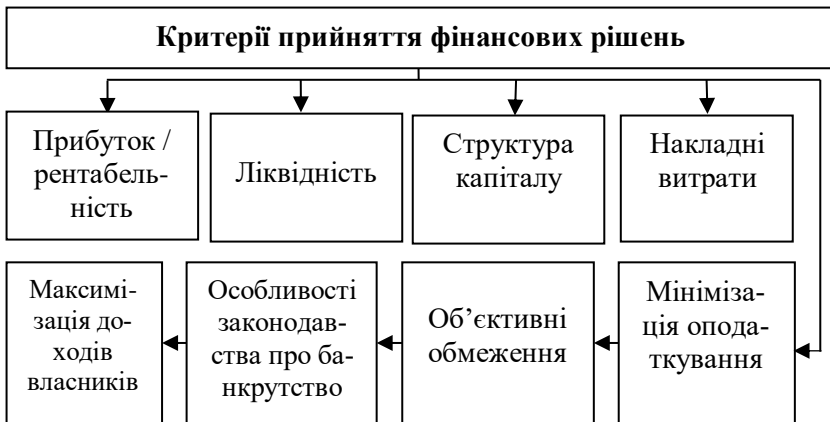 Критерії прийняття фінансових рішень
Прибуток /
рентабель-
ність
Ліквідність
Структура
капіталу
Накладні
витрати
Максимі-
зація до-
ходів
власників
Особливості
законодав-
ства про ба-
нкрутство
Об’єктивні
обмеження
Мініміза-
ція опода-
ткування